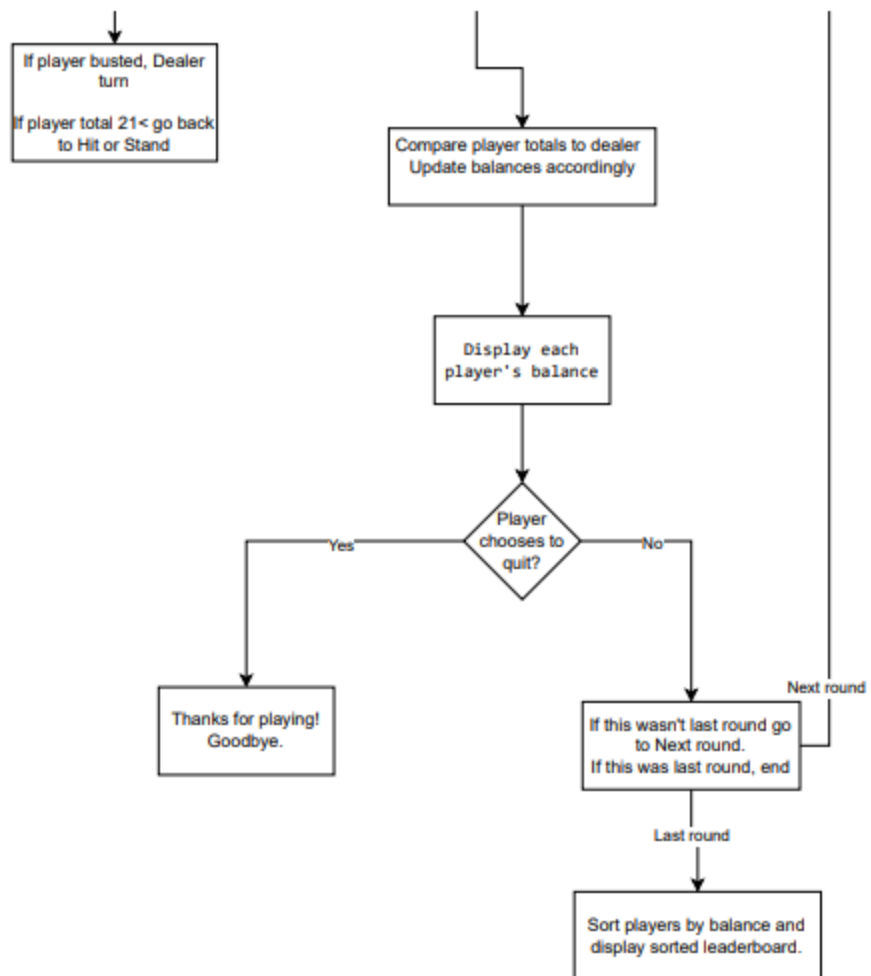 If player busted, Dealer
turn
If player total 21< go back
to Hit or Stand
Compare player totals to dealer
Update balances accordingly
Display each
player's balance
Player
chooses to
quit?
Yes
No
Thanks for playing!
Goodbye.
Next round
If this wasn't last round go
to Next round.
If this was last round, end
Last round
Sort players by balance and
display sorted leaderboard.